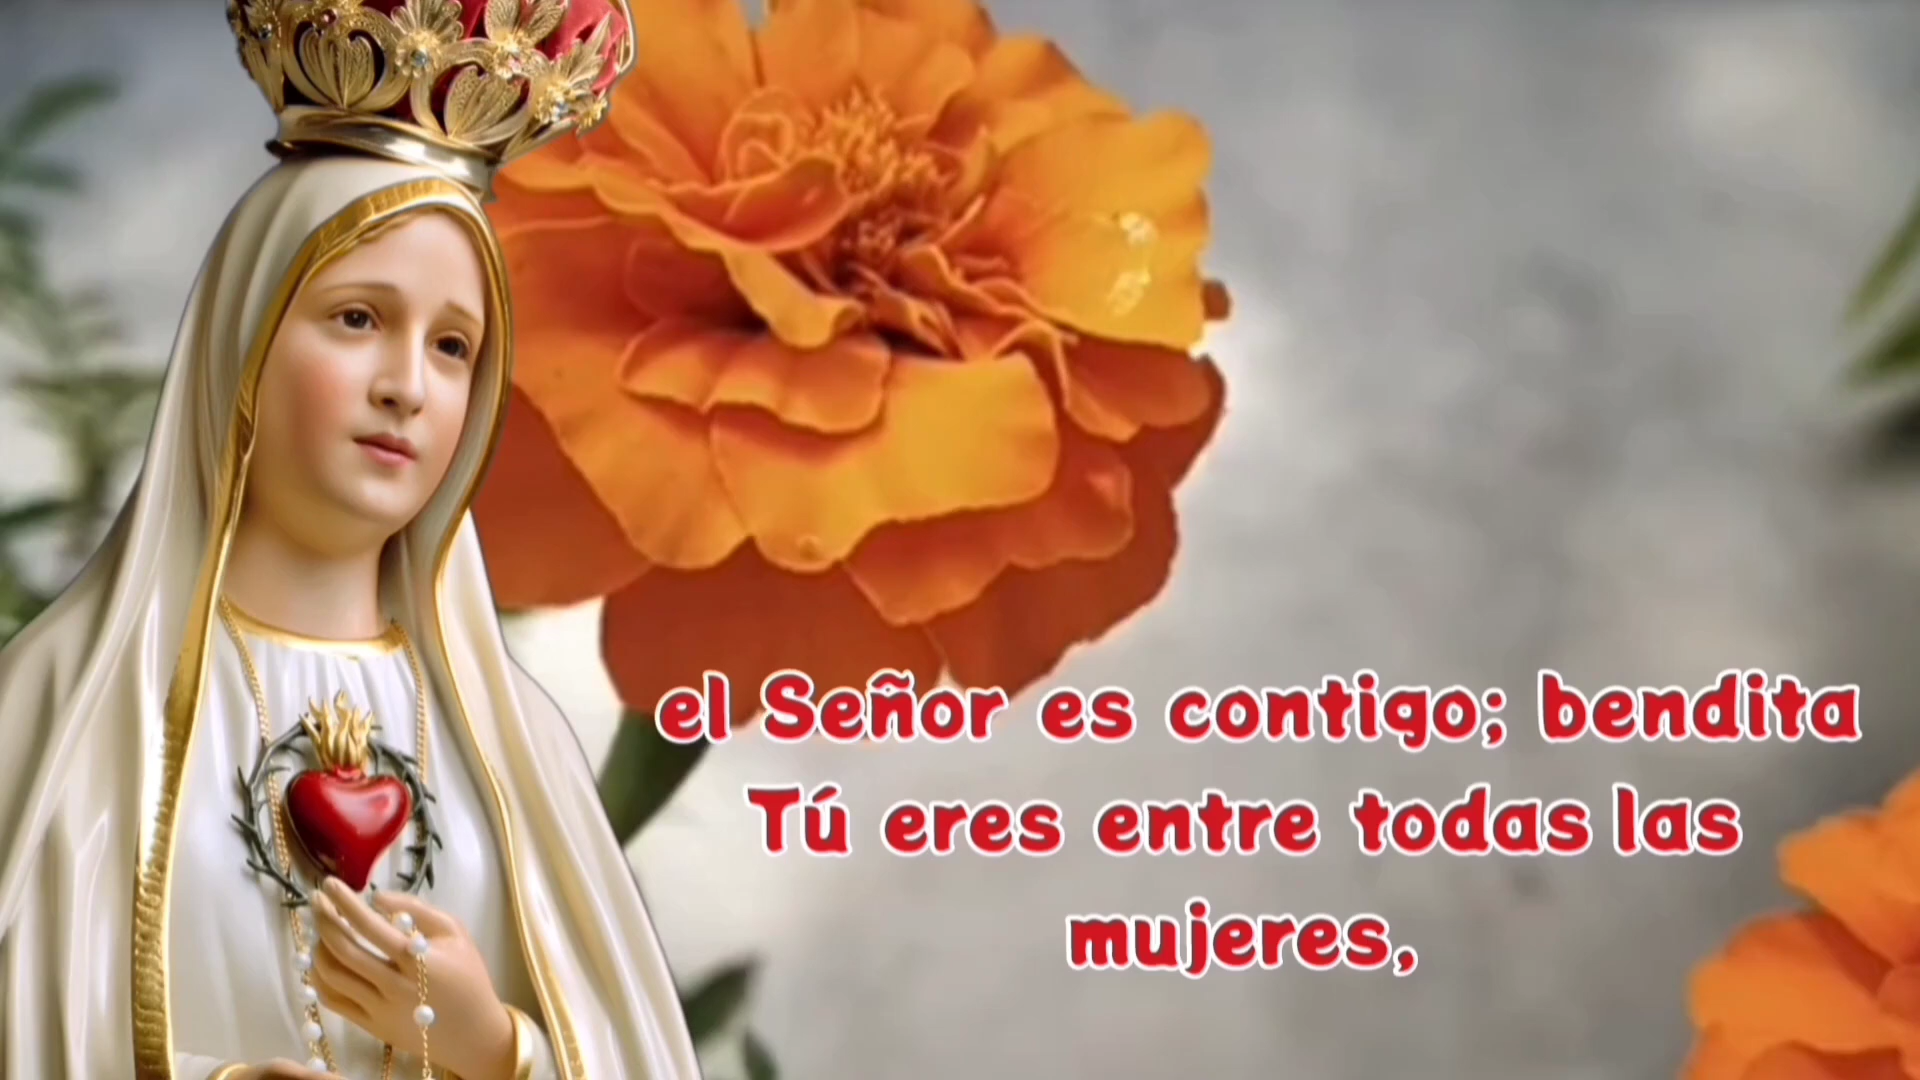 el Señor es contigo; bendita
Tú eres entre todas las
mujeres,